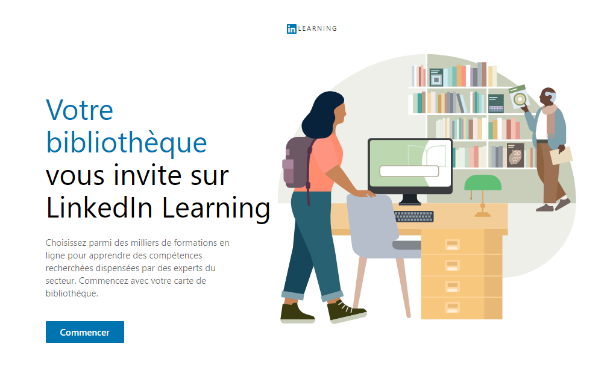 in LEARNING
Votre
bibliothèque
vous invite sur
LinkedIn Learning
Choisissez parmi des milliers de formations en
ligne pour apprendre des compétences
recherchées dispensées par des experts du
secteur. Commencez avec votre carte de
bibliothèque.
Commencer